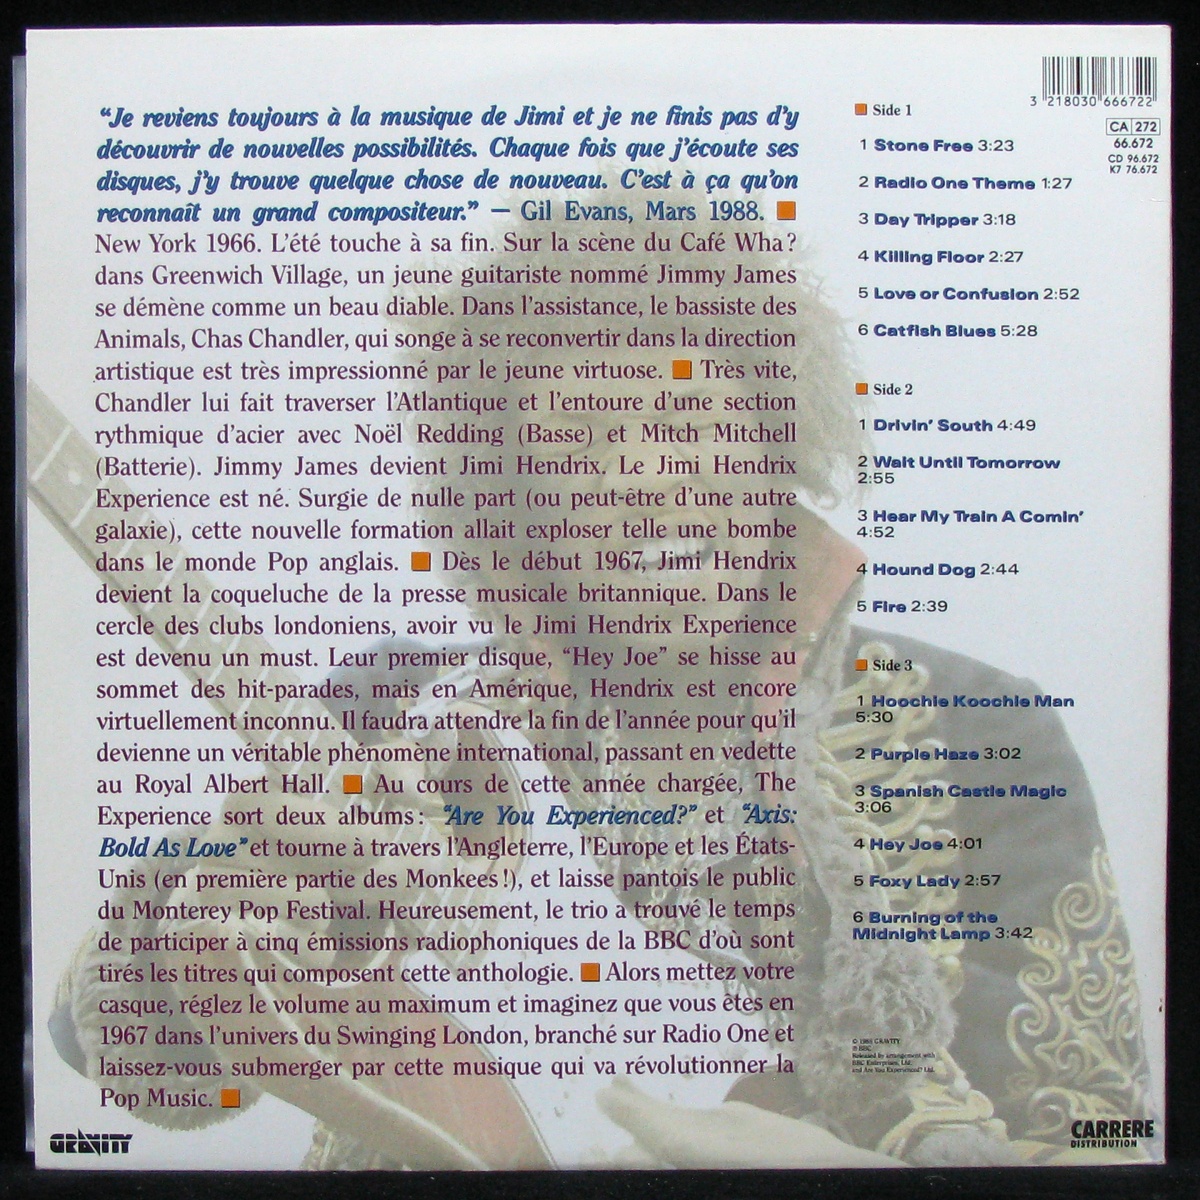 “Je reviens toujours à la musique de Jimi et je ne finis pas d’y
découvrir de nouvelles possibilités. Chaque fois que j’écoute ses
disques, j’y trouve quelque chose de nouveau. C’est à ça qu’on
reconnaît un grand compositeur.” — Gil Evans, Mars 1988.
New York 1966. L’été touche à sa fin. Sur la scène du Café Wha?
dans Greenwich Village, un jeune guitariste nommé Jimmy James
se démène comme un beau diable. Dans l’assistance, le bassiste des
Animals, Chas Chandler, qui songe à se reconvertir dans la direction
artistique est très impressionné par le jeune virtuose. Très vite,
Chandler lui fait traverser l’Atlantique et l’entoure d’une section
rythmique d’acier avec Noël Redding (Basse) et Mitch Mitchell
(Batterie). Jimmy James devient Jimi Hendrix. Le Jimi Hendrix
Experience est né. Surgie de nulle part (ou peut-être d’une autre
galaxie), cette nouvelle formation allait exploser telle une bombe
dans le monde Pop anglais. Dès le début 1967, Jimi Hendrix
devient la coqueluche de la presse musicale britannique. Dans le
cercle des clubs londoniens, avoir vu le Jimi Hendrix Experience
est devenu un must. Leur premier disque, “Hey Joe” se hisse au
sommet des hit-parades, mais en Amérique, Hendrix est encore
virtuellement inconnu. Il faudra attendre la fin de l’année pour qu’il
devienne un véritable phénomène international, passant en vedette
au Royal Albert Hall. Au cours de cette année chargée, The
Experience sort deux albums: “Are You Experienced?” et “Axis:
Bold As Love” et tourne à travers l’Angleterre, l’Europe et les États-
Unis (en première partie des Monkees!), et laisse pantois le public
du Monterey Pop Festival. Heureusement, le trio a trouvé le temps
de participer à cinq émissions radiophoniques de la BBC d’où sont
tirés les titres qui composent cette anthologie. Alors mettez votre
casque, réglez le volume au maximum et imaginez que vous êtes en
1967 dans l’univers du Swinging London, branché sur Radio One et
laissez-vous submerger par cette musique qui va révolutionner la
Pop Music.
GRAVITY
3 218030 666722
CA 272
66.672
CD 96.672
K7 76.672
Side 1
1 Stone Free 3:23
2 Radio One Theme 1:27
3 Day Tripper 3:18
4 Killing Floor 2:27
5 Love or Confusion 2:52
6 Catfish Blues 5:28
Side 2
1 Drivin’ South 4:49
2 Wait Until Tomorrow
2:55
3 Hear My Train A Comin’
4:52
4 Hound Dog 2:44
5 Fire 2:39
Side 3
1 Hoochie Koochie Man
5:30
2 Purple Haze 3:02
3 Spanish Castle Magic
3:06
4 Hey Joe 4:01
5 Foxy Lady 2:57
6 Burning of the
Midnight Lamp 3:42
GRAVITY
BBC
Released by arrangement with
BBC Enterprises, Ltd.
and Are You Experienced? Ltd.
CARRERE
DISTRIBUTION